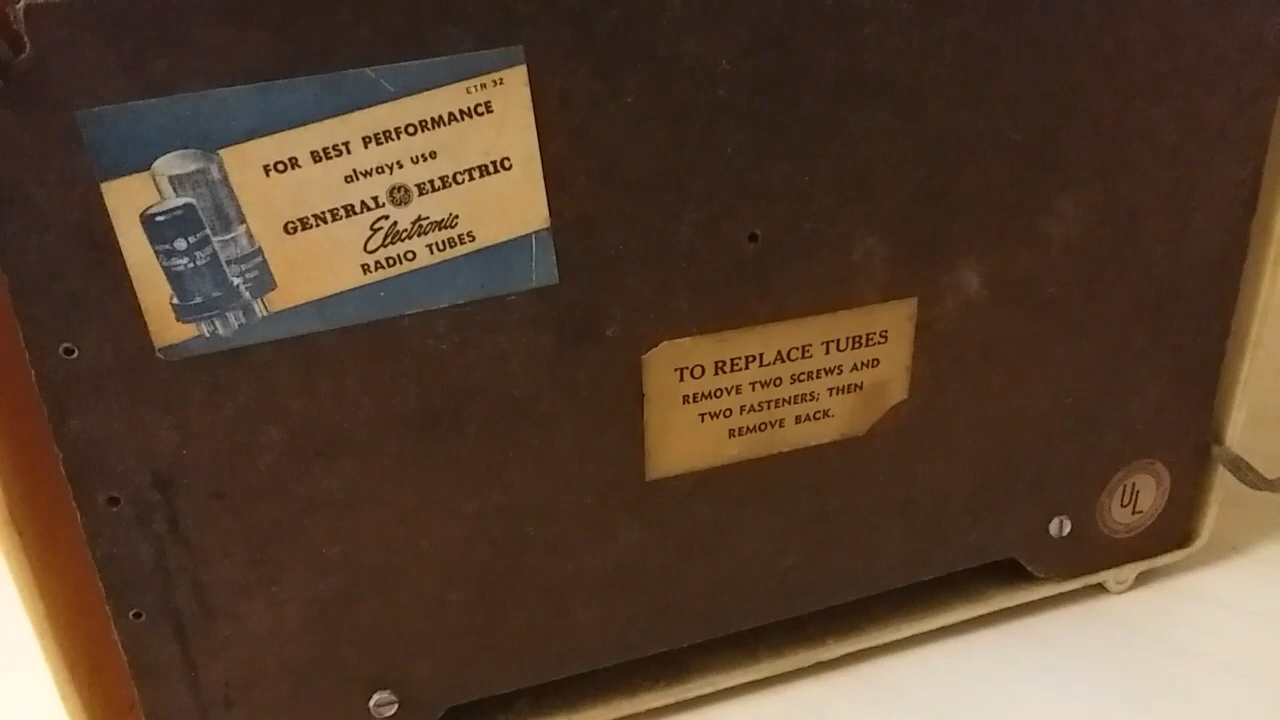 ETR 32
FOR BEST PERFORMANCE
always use
GENERAL GE ELECTRIC
Electronic
RADIO TUBES
TO REPLACE TUBES
REMOVE TWO SCREWS AND
TWO FASTENERS; THEN
REMOVE BACK.
UL